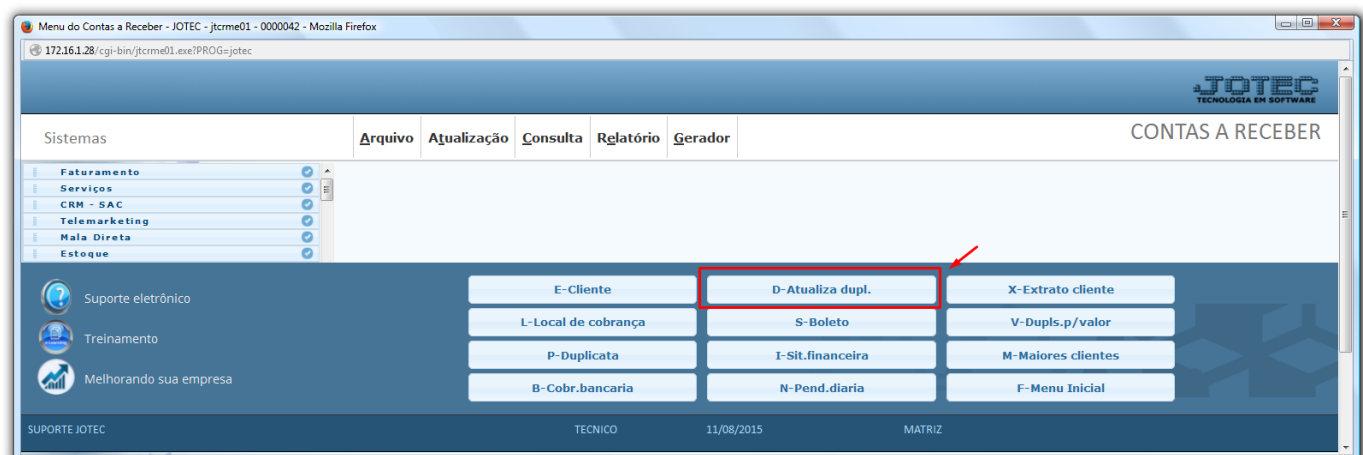 Menu do Contas a Receber - JOTEC - jtcrme01 - 0000042 - Mozilla Firefox
172.16.1.28/cgi-bin/jtcrme01.exe?PROG=jotec
JOTEC
TECNOLOGIA EM SOFTWARE
Sistemas
Arquivo Atualização Consulta Relatório Gerador
CONTAS A RECEBER
Faturamento
Serviços
CRM - SAC
Telemarketing
Mala Direta
Estoque
Suporte eletrônico
Treinamento
Melhorando sua empresa
E-Cliente D-Atualiza dupl. X-Extrato cliente
L-Local de cobrança S-Boleto V-Dupls.p/valor
P-Duplicata I-Sit.financeira M-Maiores clientes
B-Cobr.bancaria N-Pend.diaria F-Menu Inicial
SUPORTE JOTEC TECNICO 11/08/2015 MATRIZ